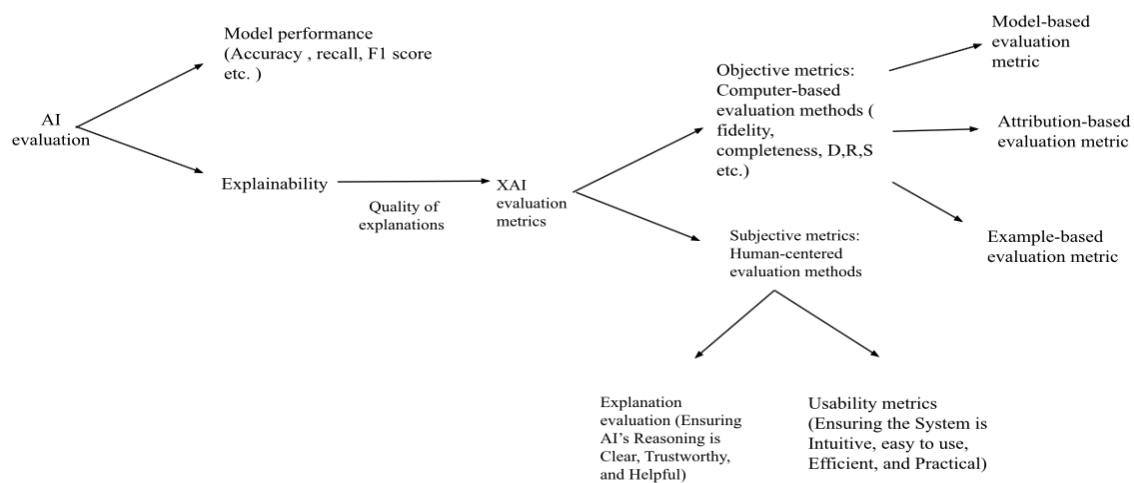 Model performance
(Accuracy , recall, F1 score
etc. )
AI
evaluation
Explainability
Quality of
explanations
XAI
evaluation
metrics
Objective metrics:
Computer-based
evaluation methods (
fidelity,
completeness, D,R,S
etc.)
Model-based
evaluation
metric
Attribution-based
evaluation metric
Example-based
evaluation metric
Subjective metrics:
Human-centered
evaluation methods
Explanation
evaluation (Ensuring
AI’s Reasoning is
Clear, Trustworthy,
and Helpful)
Usability metrics
(Ensuring the System is
Intuitive, easy to use,
Efficient, and Practical)